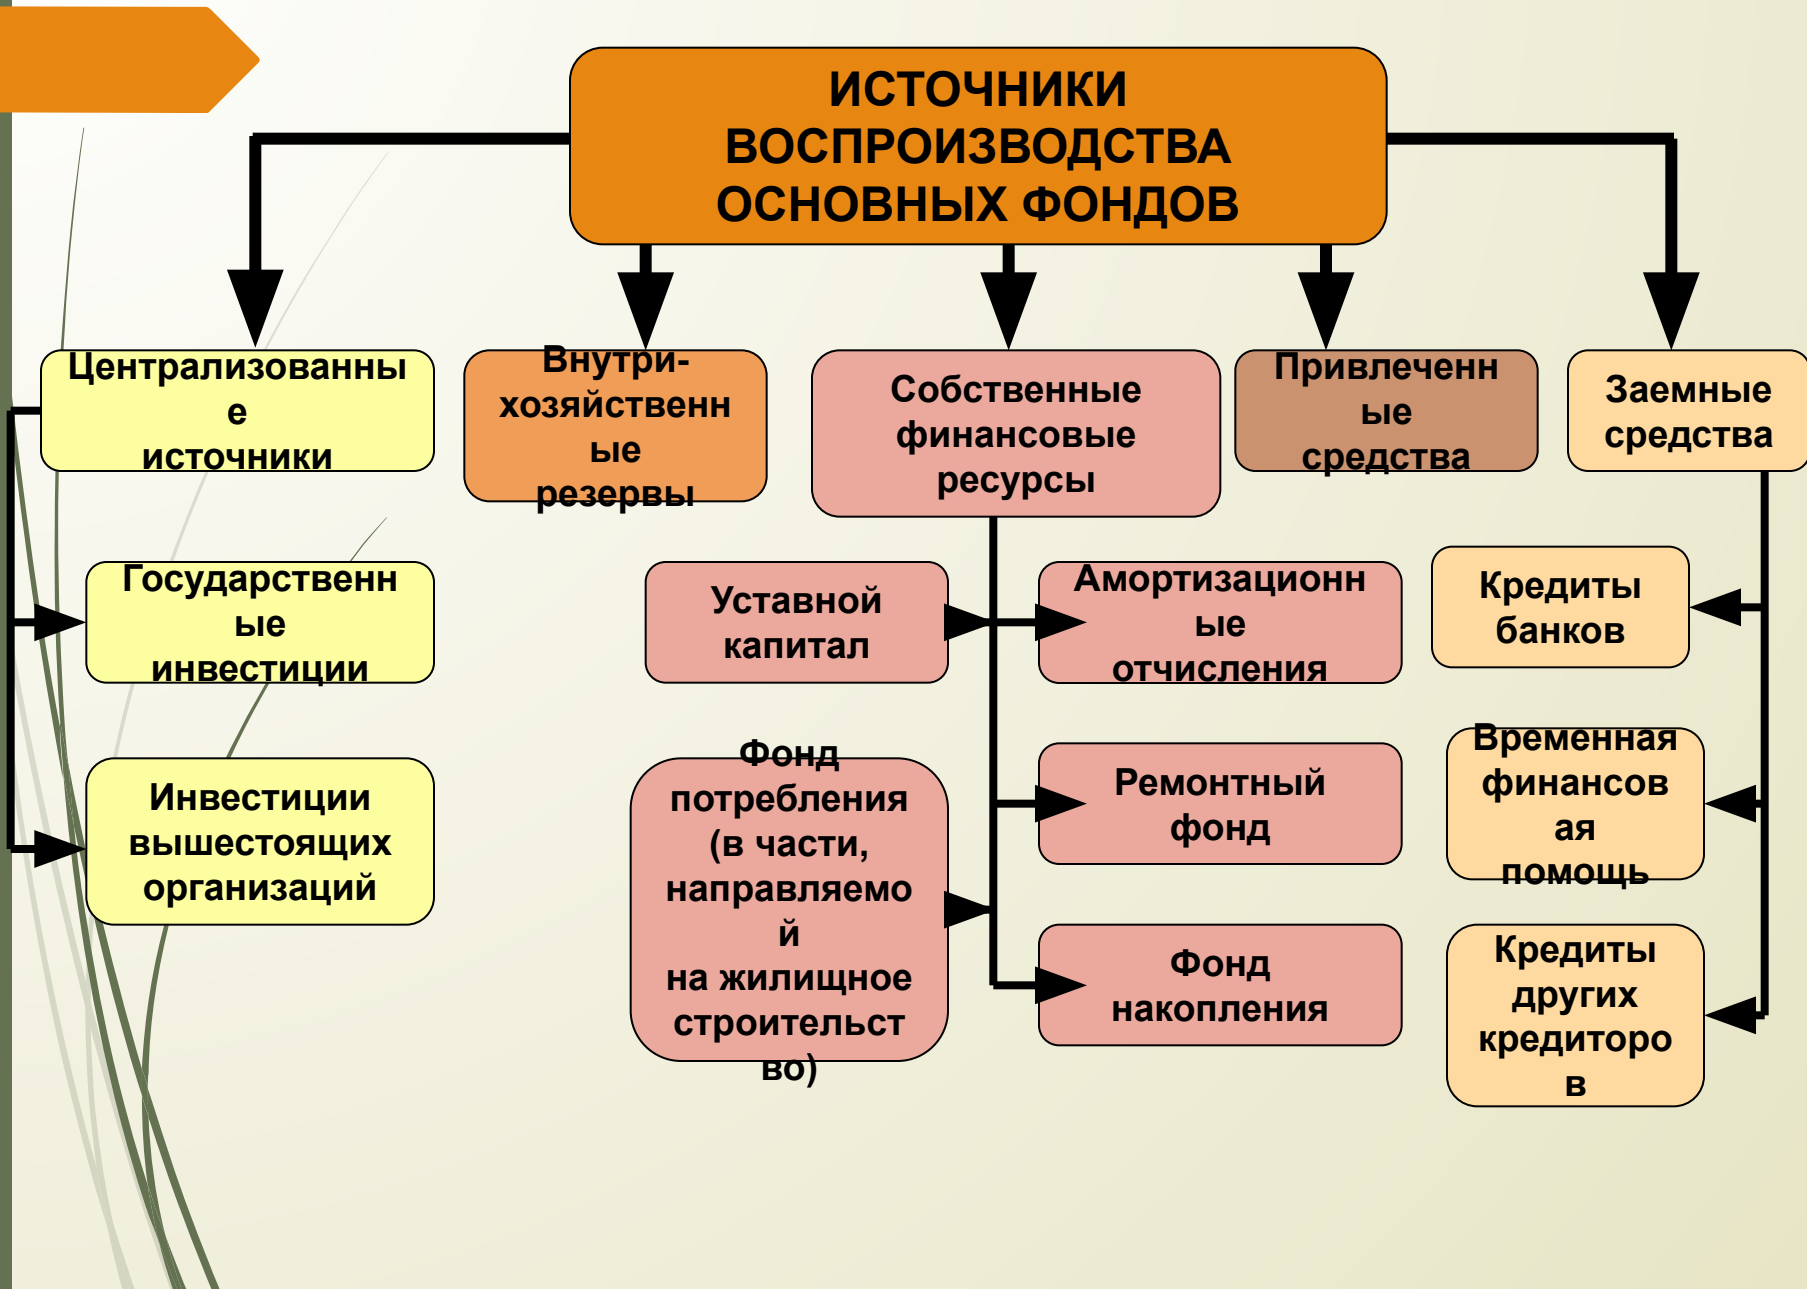 ИСТОЧНИКИ
ВОСПРОИЗВОДСТВА
ОСНОВНЫХ ФОНДОВ
Централизованны
е
источники
Внутри-
хозяйственн
ые
резервы
Собственные
финансовые
ресурсы
Привлеченн
ые
средства
Заемные
средства
Государственн
ые
инвестиции
Инвестиции
вышестоящих
организаций
Уставной
капитал
Фонд
потребления
(в части,
направляемо
й
на жилищное
строительст
во)
Амортизационн
ые
отчисления
Ремонтный
фонд
Фонд
накопления
Кредиты
банков
Временная
финансов
ая
помощь
Кредиты
других
кредиторо
в